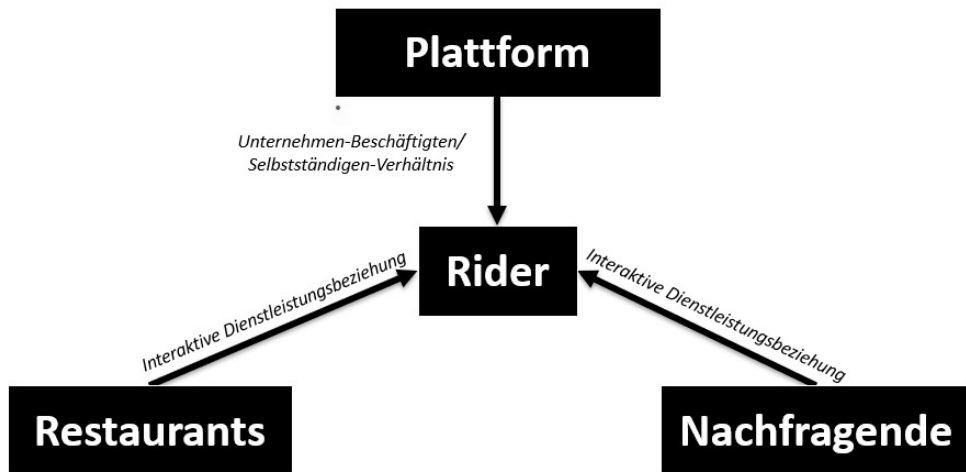 Plattform
Unternehmen-Beschäftigten/
Selbstständigen-Verhältnis
Rider
Interaktive Dienstleistungsbeziehung
Interaktive Dienstleistungsbeziehung
Restaurants
Nachfragende